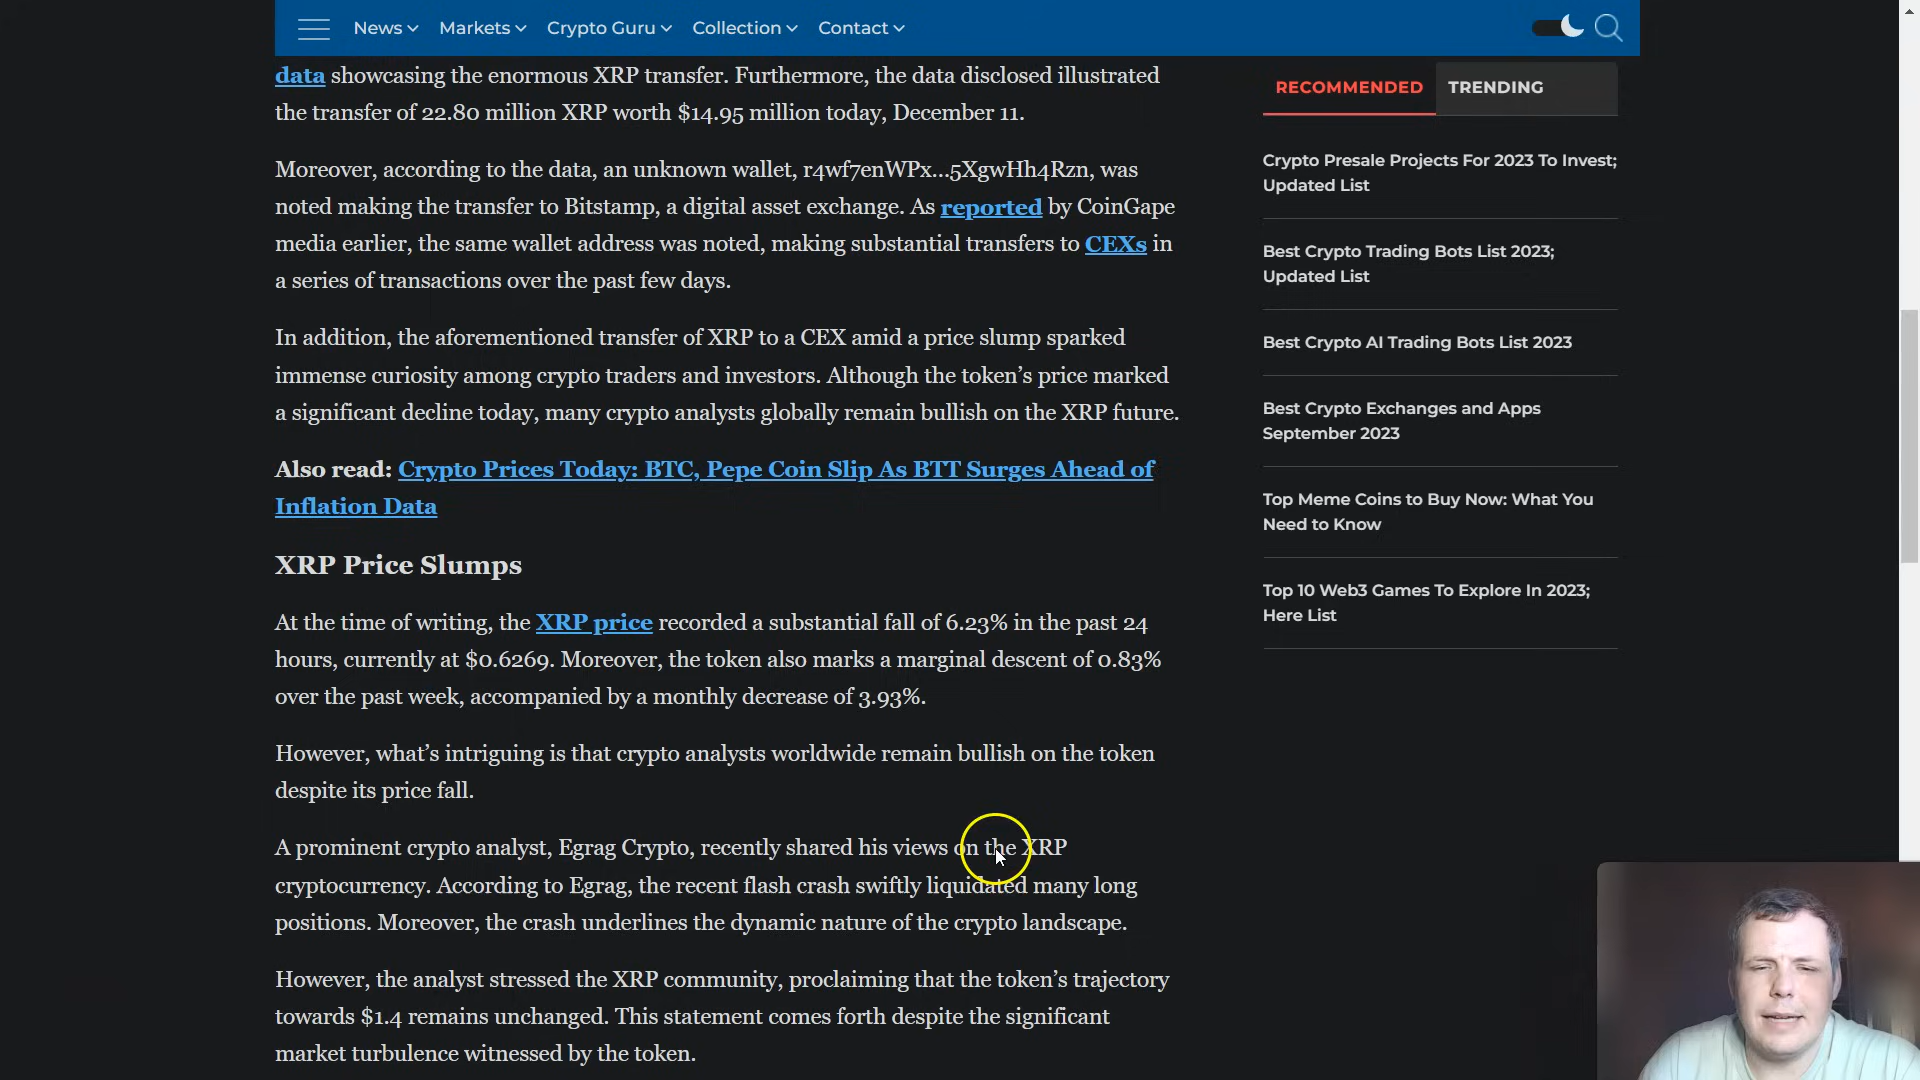 News Markets Crypto Guru Collection Contact
data showcasing the enormous XRP transfer. Furthermore, the data disclosed illustrated
the transfer of 22.80 million XRP worth $14.95 million today, December 11.
Moreover, according to the data, an unknown wallet, r4wf7enWPx...5XgwHh4Rzn, was
noted making the transfer to Bitstamp, a digital asset exchange. As reported by CoinGape
media earlier, the same wallet address was noted, making substantial transfers to CEXs in
a series of transactions over the past few days.
In addition, the aforementioned transfer of XRP to a CEX amid a price slump sparked
immense curiosity among crypto traders and investors. Although the token's price marked
a significant decline today, many crypto analysts globally remain bullish on the XRP future.
Also read: Crypto Prices Today: BTC, Pepe Coin Slip As BTT Surges Ahead of
Inflation Data
XRP Price Slumps
At the time of writing, the XRP price recorded a substantial fall of 6.23% in the past 24
hours, currently at $0.6269. Moreover, the token also marks a marginal descent of 0.83%
over the past week, accompanied by a monthly decrease of 3.93%.
However, what's intriguing is that crypto analysts worldwide remain bullish on the token
despite its price fall.
A prominent crypto analyst, Egrag Crypto, recently shared his views on the XRP
cryptocurrency. According to Egrag, the recent flash crash swiftly liquidated many long
positions. Moreover, the crash underlines the dynamic nature of the crypto landscape.
However, the analyst stressed the XRP community, proclaiming that the token's trajectory
towards $1.4 remains unchanged. This statement comes forth despite the significant
market turbulence witnessed by the token.
RECOMMENDED TRENDING
Crypto Presale Projects For 2023 To Invest;
Updated List
Best Crypto Trading Bots List 2023;
Updated List
Best Crypto AI Trading Bots List 2023
Best Crypto Exchanges and Apps
September 2023
Top Meme Coins to Buy Now: What You
Need to Know
Top 10 Web3 Games To Explore In 2023;
Here List